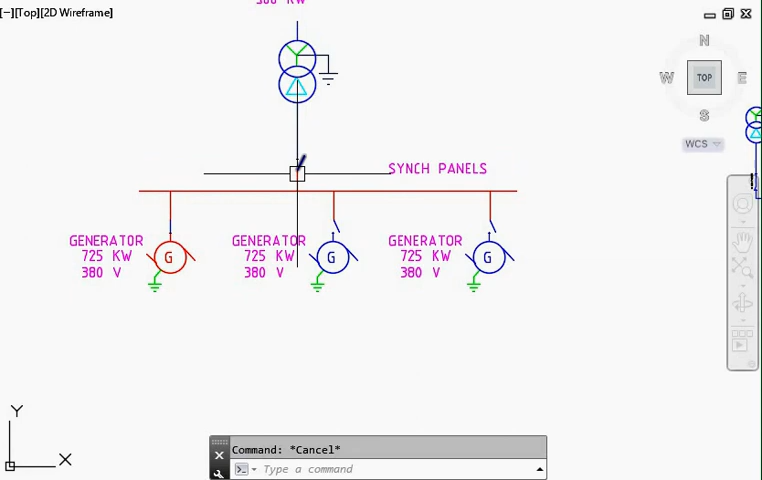 [−][Top][2D Wireframe]
N
W
TOP
E
S
WCS
SYNCH PANELS
GENERATOR
725 KW
380 V
G
GENERATOR
725 KW
380 V
G
GENERATOR
725 KW
380 V
G
Y
X
Command: *Cancel*
Type a command